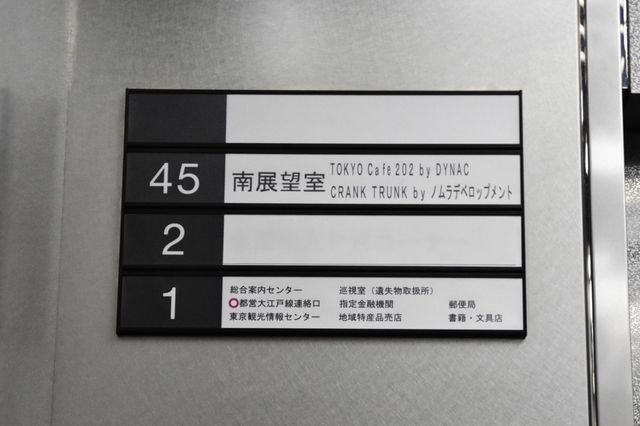 45 南展望室 TOKYO Cafe 202 by DYNAC
CRANK TRUNK by ノムラデベロップメント
2
1 総合案内センター 巡視室（遺失物取扱所）
都営大江戸線連絡口 指定金融機関 郵便局
東京観光情報センター 地域特産品売店 書籍・文具店